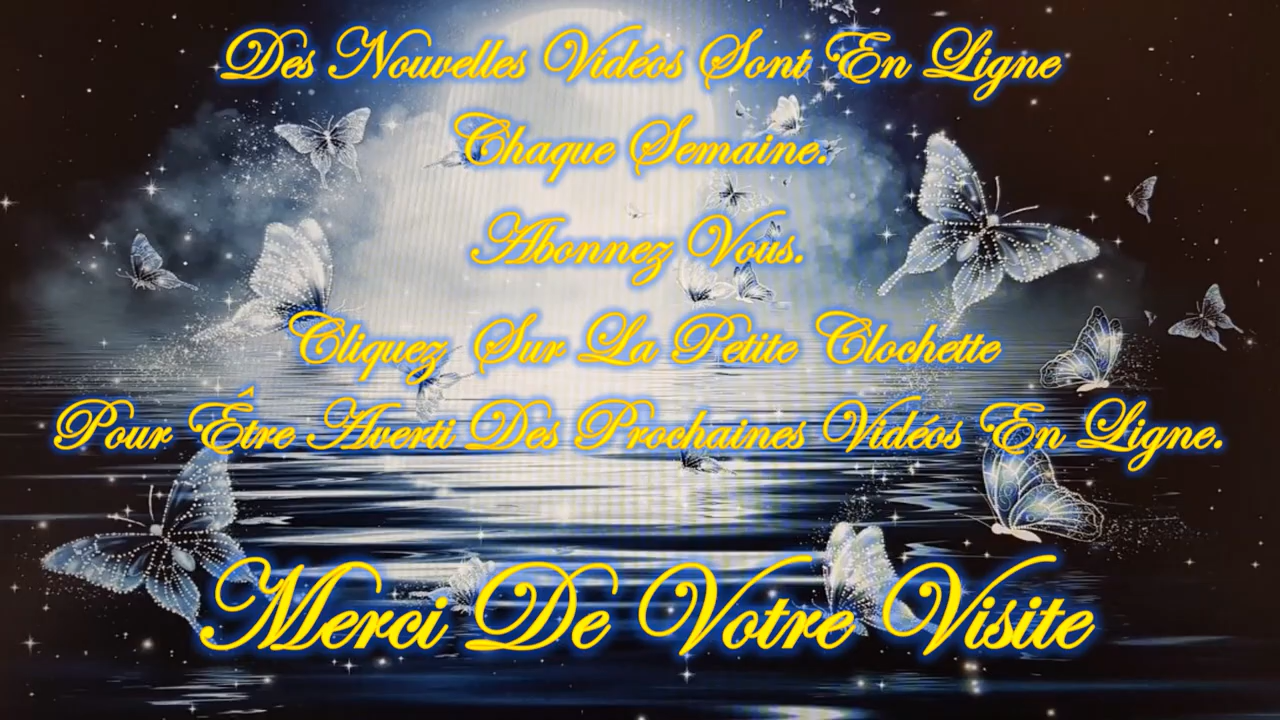 Des Nouvelles Vidéos Sont En Ligne
Chaque Semaine.
Abonnez Vous.
Cliquez Sur La Petite Clochette
Pour Être Averti Des Prochaines Vidéos En Ligne.
Merci De Votre Visite